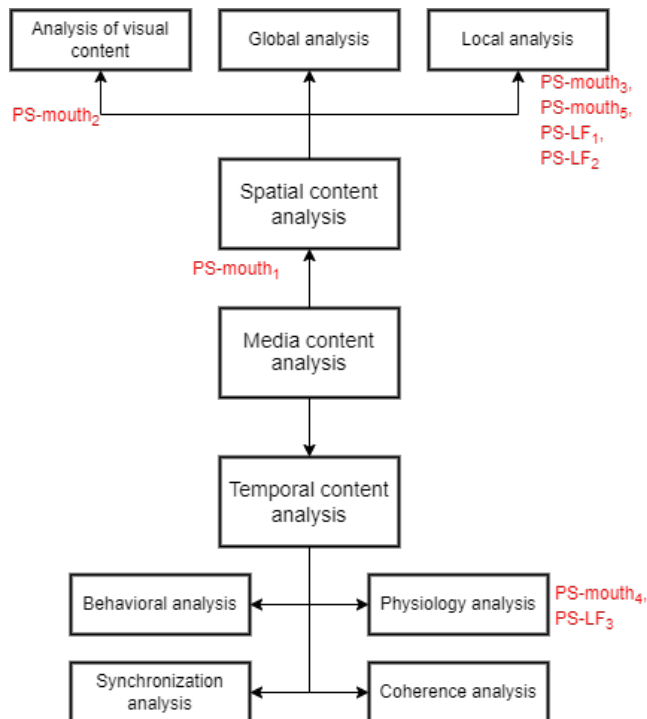 Analysis of visual
content
Global analysis
Local analysis
PS-mouth₂
PS-mouth₃,
PS-mouth₅,
PS-LF₁,
PS-LF₂
Spatial content
analysis
PS-mouth₁
Media content
analysis
Temporal content
analysis
Behavioral analysis
Physiology analysis
PS-mouth₄,
PS-LF₃
Synchronization
analysis
Coherence analysis